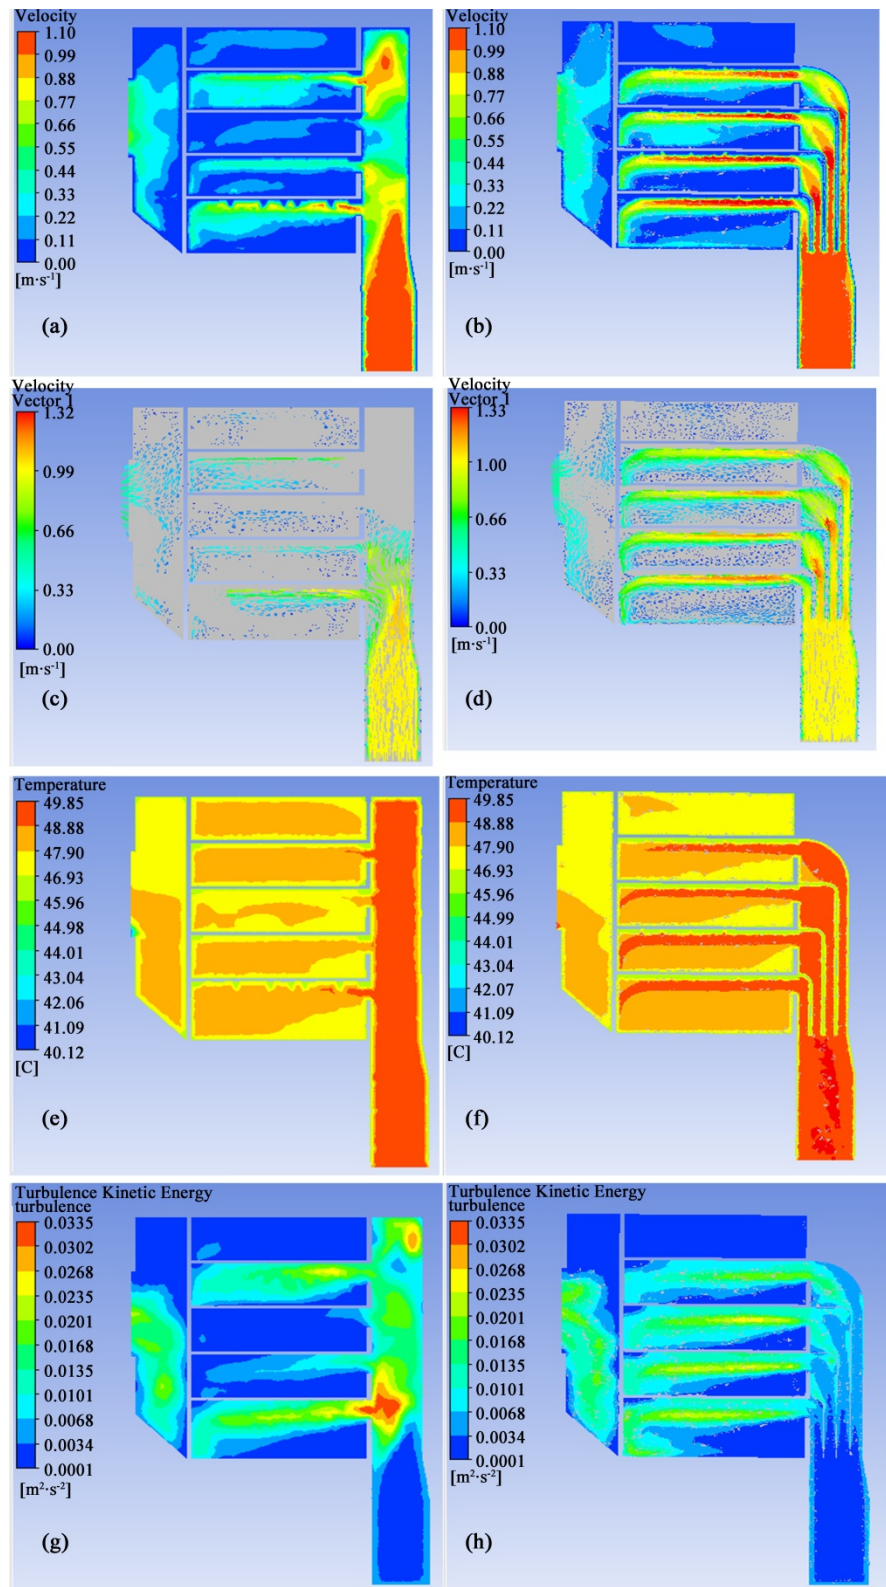 Velocity
1.10
0.99
0.88
0.77
0.66
0.55
0.44
0.33
0.22
0.11
0.00
[m·s⁻¹]
(a)
Velocity
1.10
0.99
0.88
0.77
0.66
0.55
0.44
0.33
0.22
0.11
0.00
[m·s⁻¹]
(b)
Velocity
Vector 1
1.32
0.99
0.66
0.33
0.00
[m·s⁻¹]
(c)
Velocity
Vector 1
1.33
1.00
0.66
0.33
0.00
[m·s⁻¹]
(d)
Temperature
49.85
48.88
47.90
46.93
45.96
44.98
44.01
43.04
42.06
41.09
40.12
[C]
(e)
Temperature
49.85
48.88
47.90
46.93
45.96
44.99
44.01
43.04
42.07
41.09
40.12
[C]
(f)
Turbulence Kinetic Energy
turbulence
0.0335
0.0302
0.0268
0.0235
0.0201
0.0168
0.0135
0.0101
0.0068
0.0034
0.0001
[m²·s⁻²]
(g)
Turbulence Kinetic Energy
turbulence
0.0335
0.0302
0.0268
0.0235
0.0201
0.0168
0.0135
0.0101
0.0068
0.0034
0.0001
[m²·s⁻²]
(h)